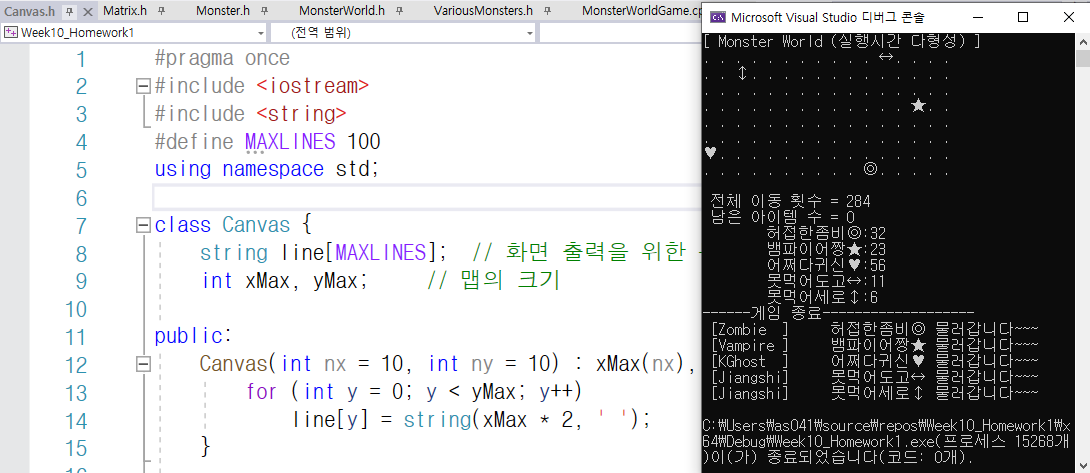 Canvas.h Matrix.h Monster.h MonsterWorld.h VariousMonsters.h MonsterWorldGame.cp
Week10_Homework1 (전역 범위)
1 #pragma once
2 #include <iostream>
3 #include <string>
4 #define MAXLINES 100
5 using namespace std;
6
7 class Canvas {
8 string line[MAXLINES]; // 화면 출력을 위한
9 int xMax, yMax; // 맵의 크기
10
11 public:
12 Canvas(int nx = 10, int ny = 10) : xMax(nx),
13 for (int y = 0; y < yMax; y++)
14 line[y] = string(xMax * 2, ' ');
15 }
Microsoft Visual Studio 디버그 콘솔
[ Monster World (실행시간 다형성) ]
. . . . . . . . . . . ↔. . . .
. . ↕. . . . . . . . . . . . .
. . . . . . . . . . . . . . . .
. . . . . . . . . . . . . ★. .
. . . . . . . . . . . . . . . .
. . . . . . . . . . . . . . . .
♥. . . . . . . . . . . . . . .
. . . . . . . . . . ◎. . . . .
전체 이동 횟수 = 284
남은 아이템 수 = 0
허접한좀비◎:32
뱀파이어짱★:23
어쩌다귀신♥:56
못먹어도고↔:11
못먹어세로↕:6
------게임 종료-------------------
[Zombie  ] 허접한좀비◎ 물러갑니다~~~
[Vampire ] 뱀파이어짱★ 물러갑니다~~~
[KGhost  ] 어쩌다귀신♥ 물러갑니다~~~
[Jiangshi] 못먹어도고↔ 물러갑니다~~~
[Jiangshi] 못먹어세로↕ 물러갑니다~~~
C:₩Users₩as041₩source₩repos₩Week10_Homework1₩x
64₩Debug₩Week10_Homework1.exe(프로세스 15268개
)이(가) 종료되었습니다(코드: 0개).